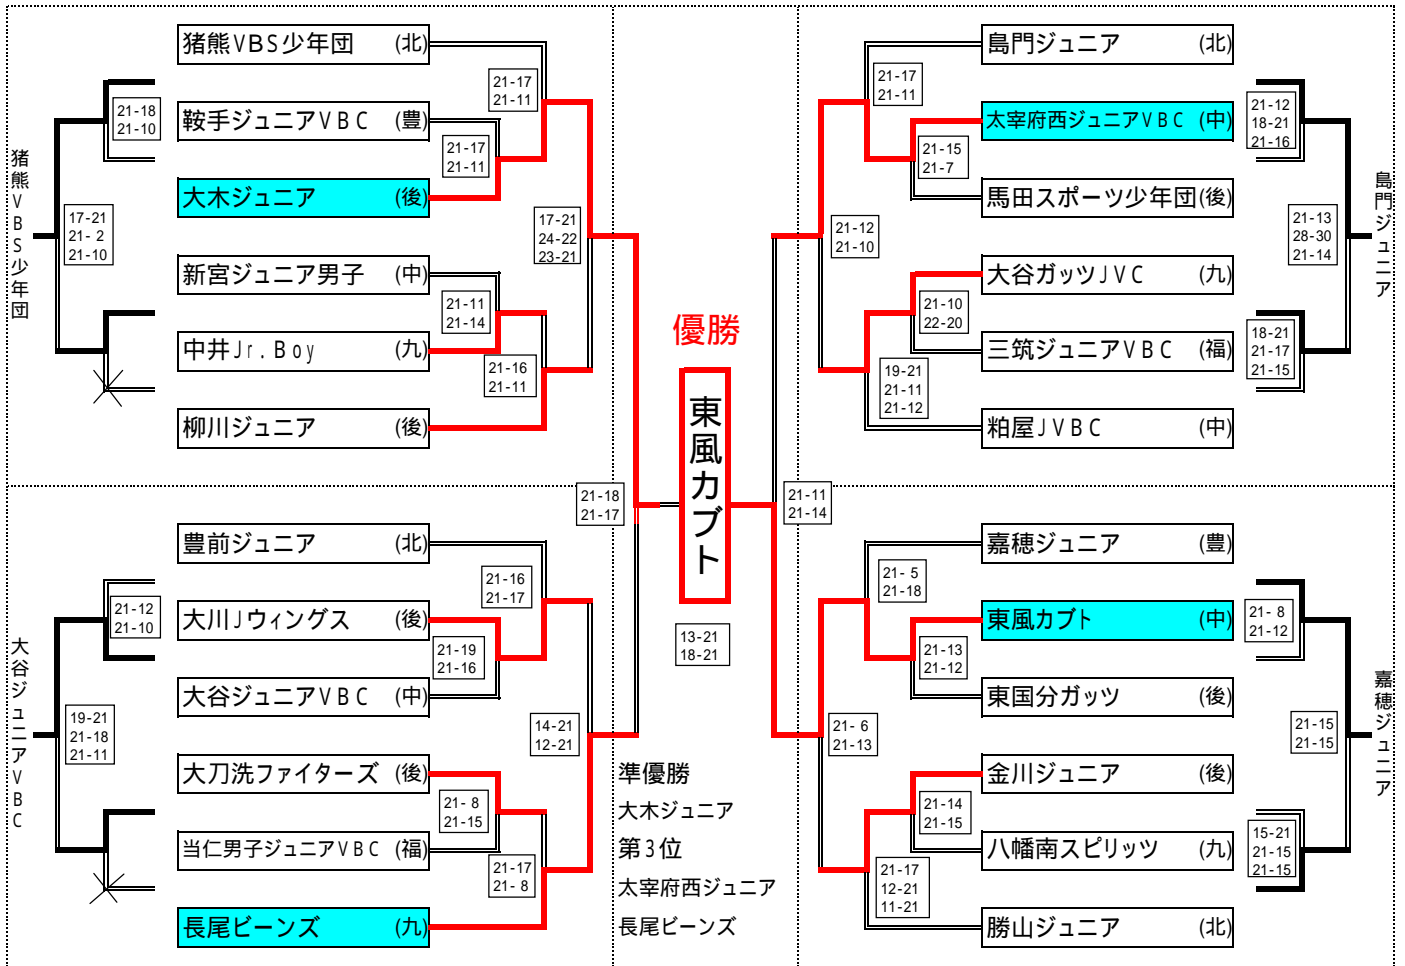 猪熊VBS少年団 (北)
鞍手ジュニアVBC (豊)
大木ジュニア (後)
新宮ジュニア男子 (中)
中井Jr.Boy (九)
柳川ジュニア (後)
21-18
21-10
猪熊VBS少年団
17-21
21- 2
21-10
21-17
21-11
21-17
21-11
17-21
24-22
23-21
21-11
21-14
21-16
21-11
島門ジュニア (北)
太宰府西ジュニアVBC (中)
馬田スポーツ少年団 (後)
大谷ガッツJVC (九)
三筑ジュニアVBC (福)
粕屋JVBC (中)
21-17
21-11
21-15
21-7
21-12
21-10
21-10
22-20
19-21
21-11
21-12
21-12
18-21
21-16
21-13
28-30
21-14
18-21
21-17
21-15
島門ジュニア
優勝
東風カブト
13-21
18-21
21-18
21-17
21-11
21-14
豊前ジュニア (北)
大川Jウィングス (後)
大谷ジュニアVBC (中)
大刀洗ファイターズ (後)
当仁男子ジュニアVBC (福)
長尾ビーンズ (九)
21-12
21-10
大谷ジュニアVBC
19-21
21-18
21-11
21-16
21-17
21-19
21-16
14-21
12-21
21- 8
21-15
21-17
21- 8
準優勝
大木ジュニア
第3位
太宰府西ジュニア
長尾ビーンズ
嘉穂ジュニア (豊)
東風カブト (中)
東国分ガッツ (後)
金川ジュニア (後)
八幡南スピリッツ (九)
勝山ジュニア (北)
21- 5
21-18
21-13
21-12
21- 6
21-13
21-14
21-15
21-17
12-21
11-21
21- 8
21-12
21-15
21-15
15-21
21-15
21-15
嘉穂ジュニア